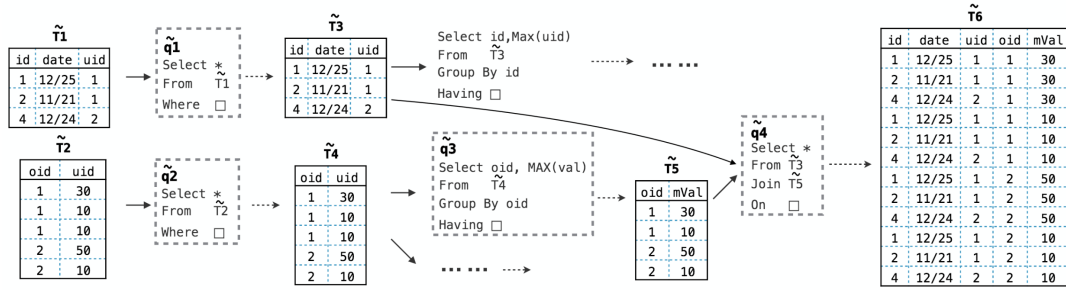 T̃1
id date uid
1 12/25 1
2 11/21 1
4 12/24 2
q̃1
Select *
From T̃1
Where □
T̃3
id date uid
1 12/25 1
2 11/21 1
4 12/24 2
Select id,Max(uid)
From T̃3
Group By id
Having □
... ...
T̃2
oid uid
1 30
1 10
1 10
2 50
2 10
q̃2
Select *
From T̃2
Where □
T̃4
oid uid
1 30
1 10
1 10
2 50
2 10
q̃3
Select oid, MAX(val)
From T̃4
Group By oid
Having □
... ...
T̃5
oid mVal
1 30
1 10
2 50
2 10
q̃4
Select *
From T̃3
Join T̃5
On □
T̃6
id date uid oid mVal
1 12/25 1 1 30
2 11/21 1 1 30
4 12/24 2 1 30
1 12/25 1 1 10
2 11/21 1 1 10
4 12/24 2 1 10
1 12/25 1 2 50
2 11/21 1 2 50
4 12/24 2 2 50
1 12/25 1 2 10
2 11/21 1 2 10
4 12/24 2 2 10